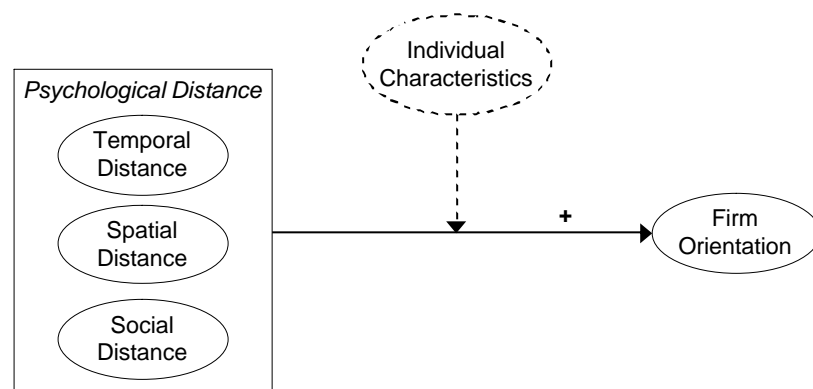 Individual
Characteristics
Psychological Distance
Temporal
Distance
Spatial
Distance
Social
Distance
+
Firm
Orientation